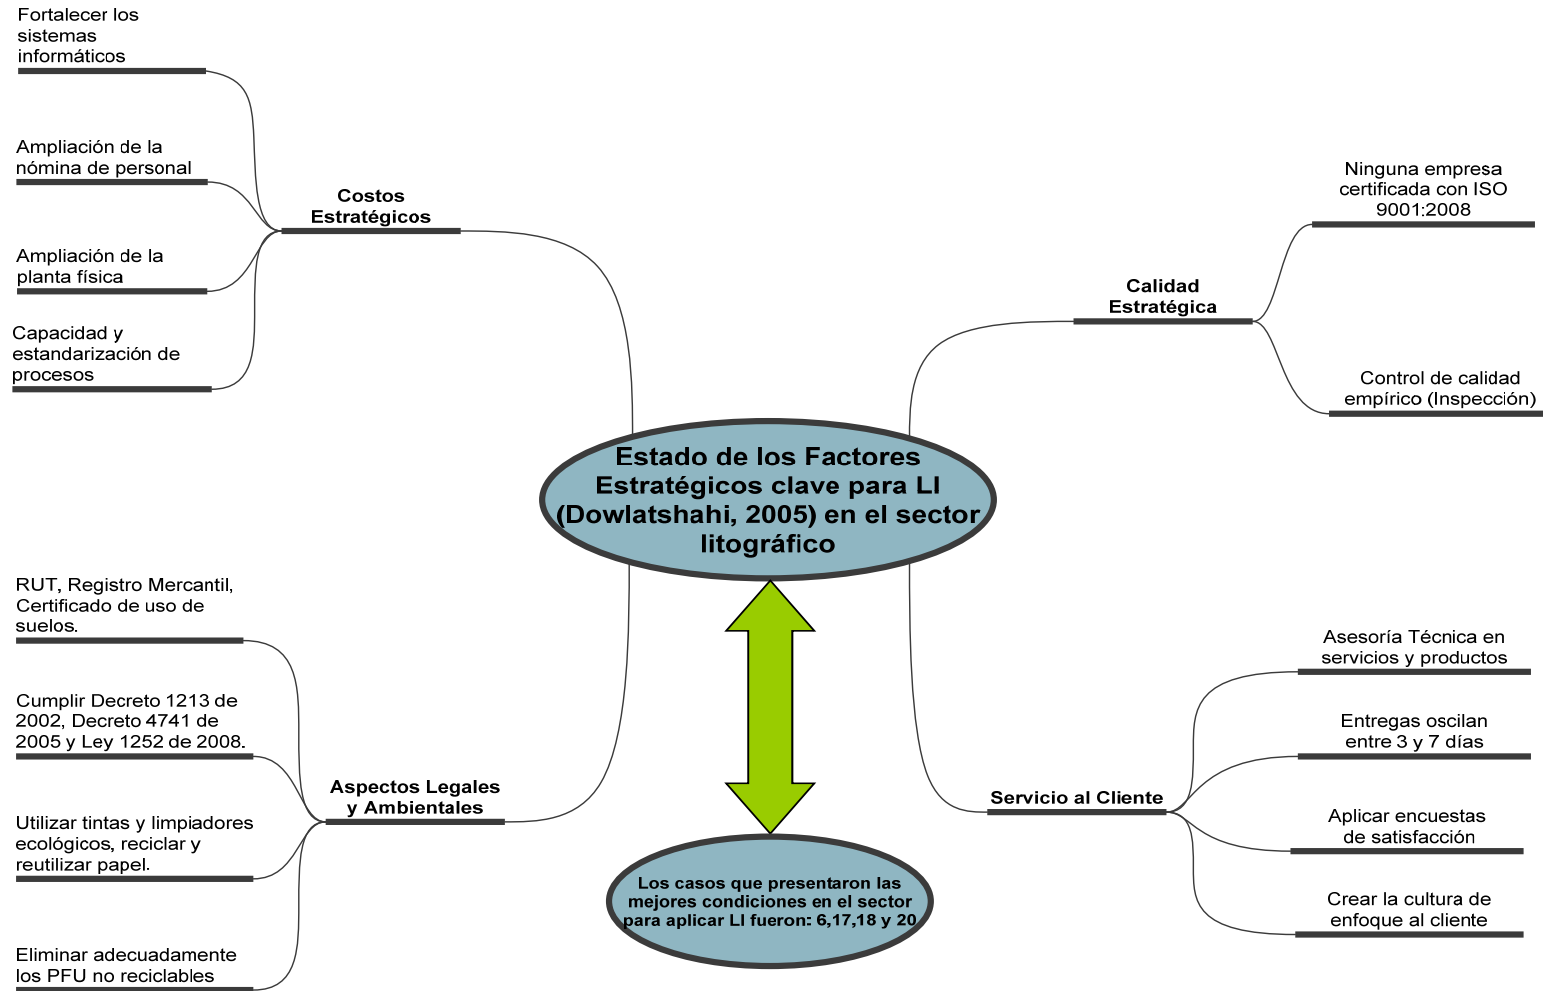 Fortalecer los
sistemas
informáticos
Ampliación de la
nómina de personal
Costos
Estratégicos
Ampliación de la
planta física
Capacidad y
estandarización de
procesos
Ninguna empresa
certificada con ISO
9001:2008
Calidad
Estratégica
Control de calidad
empírico (Inspección)
Estado de los Factores
Estratégicos clave para LI
(Dowlatshahi, 2005) en el sector
litográfico
RUT, Registro Mercantil,
Certificado de uso de
suelos.
Cumplir Decreto 1213 de
2002, Decreto 4741 de
2005 y Ley 1252 de 2008.
Aspectos Legales
y Ambientales
Utilizar tintas y limpiadores
ecológicos, reciclar y
reutilizar papel.
Eliminar adecuadamente
los PFU no reciclables
Asesoría Técnica en
servicios y productos
Entregas oscilan
entre 3 y 7 días
Servicio al Cliente
Aplicar encuestas
de satisfacción
Crear la cultura de
enfoque al cliente
Los casos que presentaron las
mejores condiciones en el sector
para aplicar LI fueron: 6,17,18 y 20